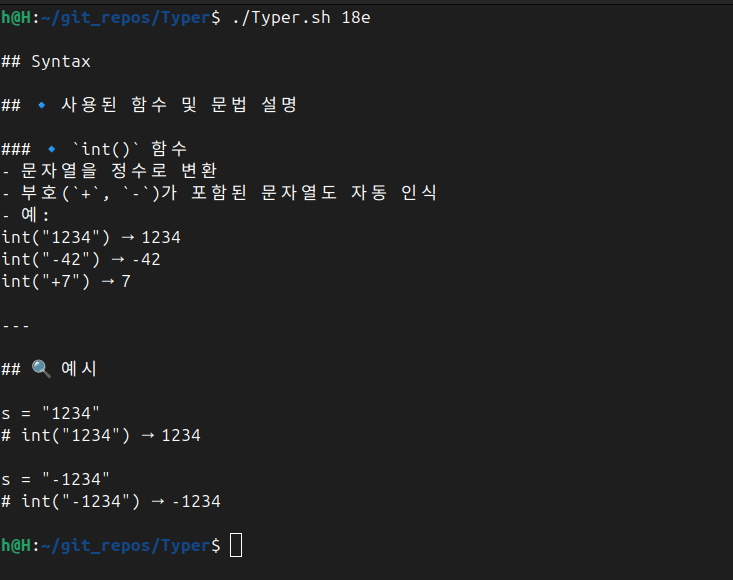 h@H:~/git_repos/Typer$ ./Typer.sh 18e
## Syntax
## 🔹 사용된 함수 및 문법 설명
### 🔹 `int()` 함수
- 문자열을 정수로 변환
- 부호(`+`, `-`)가 포함된 문자열도 자동 인식
- 예:
int("1234") → 1234
int("-42") → -42
int("+7") → 7
---
## 🔍 예시
s = "1234"
# int("1234") → 1234
s = "-1234"
# int("-1234") → -1234
h@H:~/git_repos/Typer$